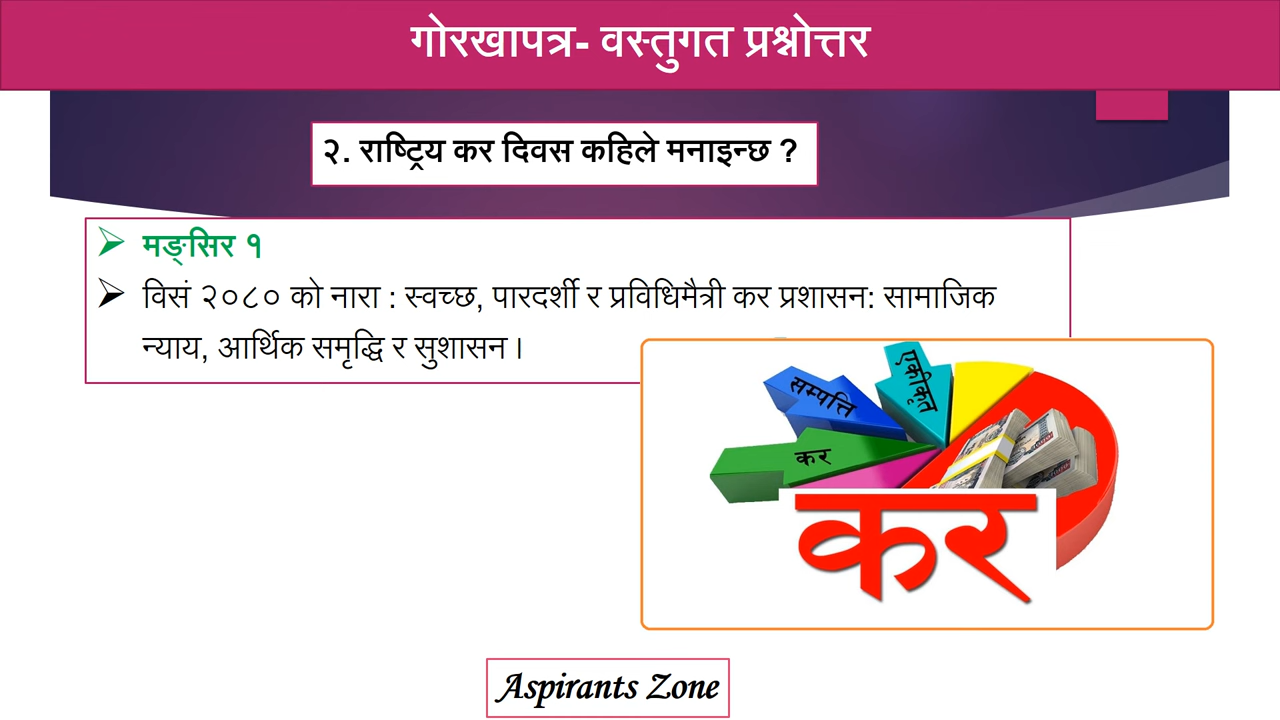 गोरखापत्र- वस्तुगत प्रश्नोत्तर
२. राष्ट्रिय कर दिवस कहिले मनाइन्छ ?
मङ्सिर १
विसं २०८० को नारा : स्वच्छ, पारदर्शी र प्रविधिमैत्री कर प्रशासन: सामाजिक
न्याय, आर्थिक समृद्धि र सुशासन ।
एकीकृत
सम्पत्ति
कर
कर
Aspirants Zone